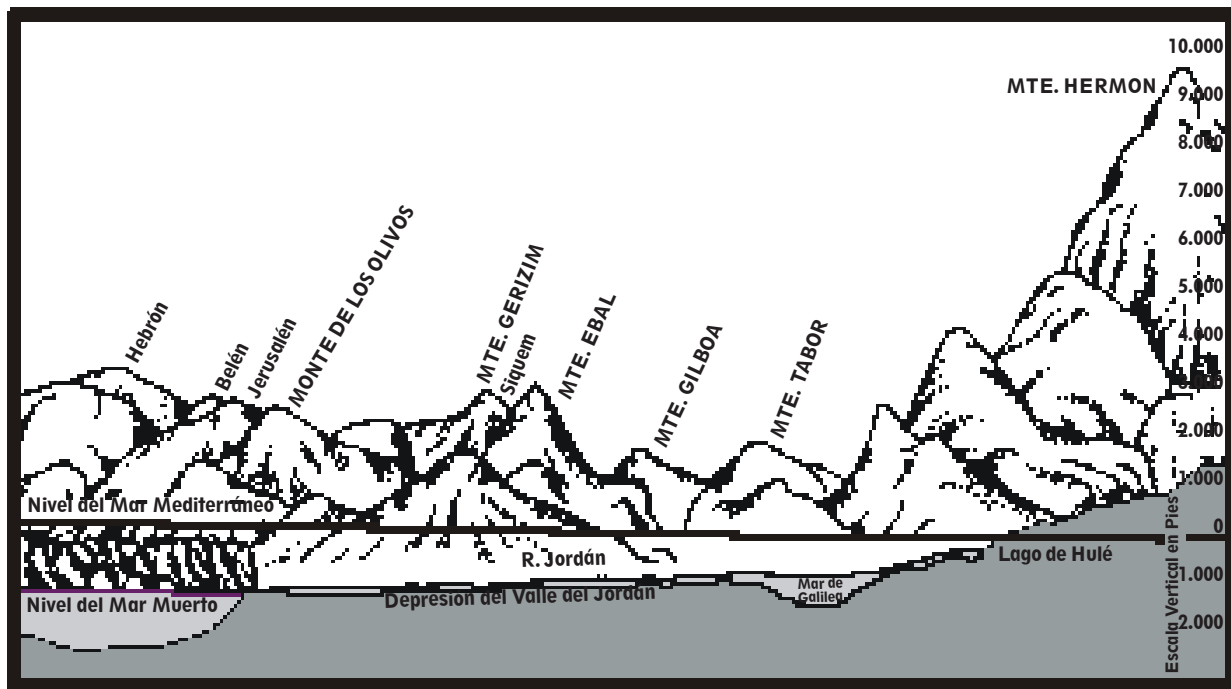 10.000
MTE. HERMON
9.000
8.000
7.000
6.000
5.000
4.000
3.000
2.000
1.000
0
1.000
2.000
Escala Vertical en Pies
Hebrón
Belén
Jerusalén
MONTE DE LOS OLIVOS
MTE. GERIZIM
Siquem
MTE. EBAL
MTE. GILBOA
MTE. TABOR
Nivel del Mar Mediterráneo
R. Jordán
Lago de Hulé
Depresión del Valle del Jordán
Mar de
Galilea
Nivel del Mar Muerto